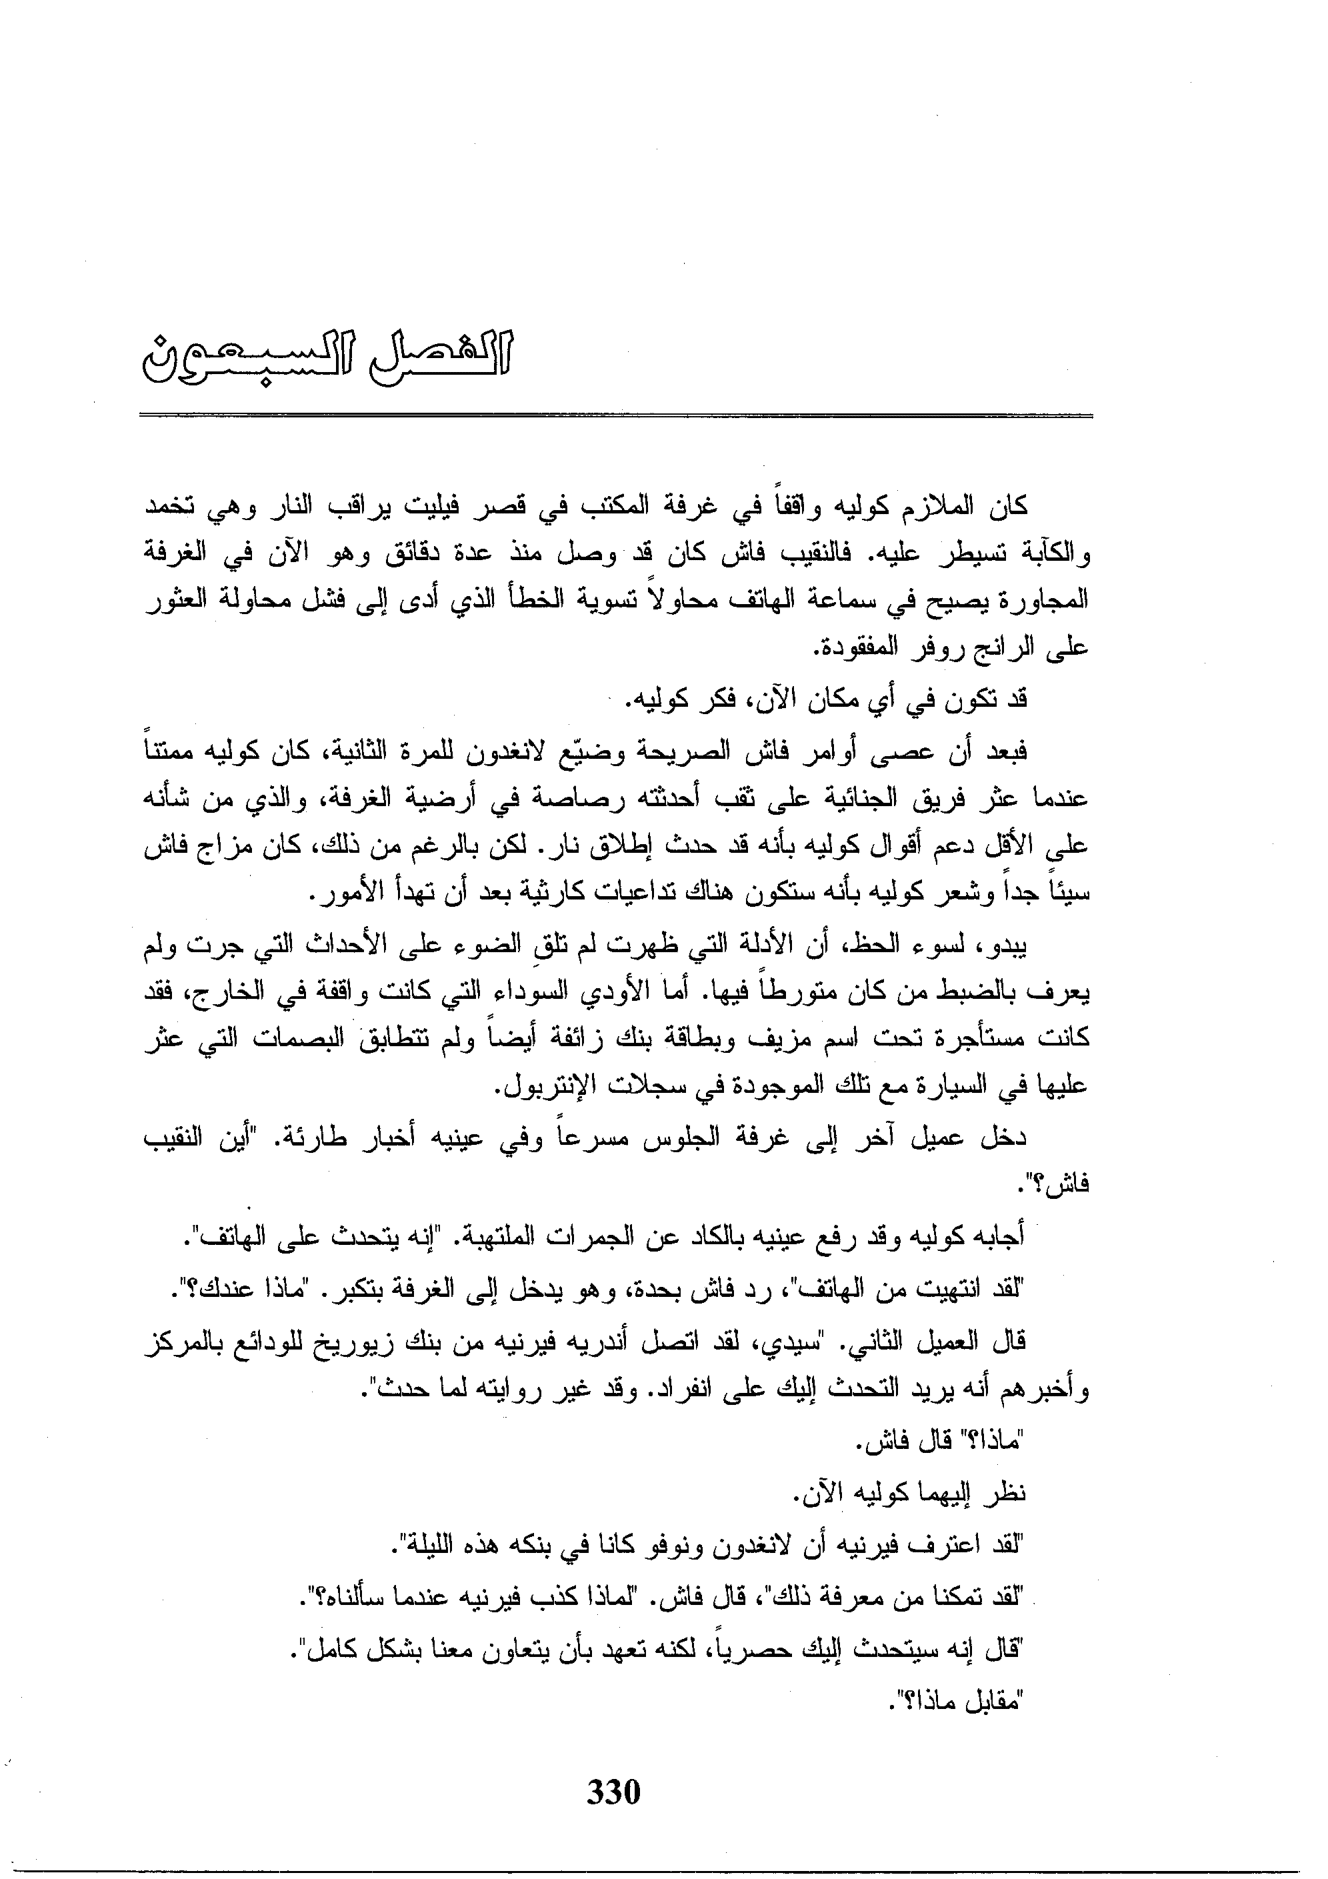 الفصل السبعون
كان الملازم كوليه واقفاً في غرفة المكتب في قصر فيليت يراقب النار وهي تخمد
والكآبة تسيطر عليه. فالنقيب فاش كان قد وصل منذ عدة دقائق وهو الآن في الغرفة
المجاورة يصيح في سماعة الهاتف محاولاً تسوية الخطأ الذي أدى إلى فشل محاولة العثور
على الرانج روفر المفقودة.
قد تكون في أي مكان الآن، فكر كوليه.
فبعد أن عصى أوامر فاش الصريحة وضيّع لانغدون للمرة الثانية، كان كوليه ممتناً
عندما عثر فريق الجنائية على ثقب أحدثته رصاصة في أرضية الغرفة، والذي من شأنه
على الأقل دعم أقوال كوليه بأنه قد حدث إطلاق نار. لكن بالرغم من ذلك، كان مزاج فاش
سيئاً جداً وشعر كوليه بأنه ستكون هناك تداعيات كارثية بعد أن تهدأ الأمور.
يبدو، لسوء الحظ، أن الأدلة التي ظهرت لم تلقِ الضوء على الأحداث التي جرت ولم
يعرف بالضبط من كان متورطاً فيها. أما الأودي السوداء التي كانت واقفة في الخارج، فقد
كانت مستأجرة تحت اسم مزيف وبطاقة بنك زائفة أيضاً ولم تتطابق البصمات التي عثر
عليها في السيارة مع تلك الموجودة في سجلات الإنتربول.
دخل عميل آخر إلى غرفة الجلوس مسرعاً وفي عينيه أخبار طارئة. "أين النقيب
فاش؟".
أجابه كوليه وقد رفع عينيه بالكاد عن الجمرات الملتهبة. "إنه يتحدث على الهاتف".
"لقد انتهيت من الهاتف"، رد فاش بحدة، وهو يدخل إلى الغرفة بتكبر. "ماذا عندك؟".
قال العميل الثاني. "سيدي، لقد اتصل أندريه فيرنيه من بنك زيوريخ للودائع بالمركز
وأخبرهم أنه يريد التحدث إليك على انفراد. وقد غير روايته لما حدث".
"ماذا؟" قال فاش.
نظر إليهما كوليه الآن.
"لقد اعترف فيرنيه أن لانغدون ونوفو كانا في بنكه هذه الليلة".
"لقد تمكنا من معرفة ذلك"، قال فاش. "لماذا كذب فيرنيه عندما سألناه؟".
"قال إنه سيتحدث إليك حصرياً، لكنه تعهد بأن يتعاون معنا بشكل كامل".
"مقابل ماذا؟".
330